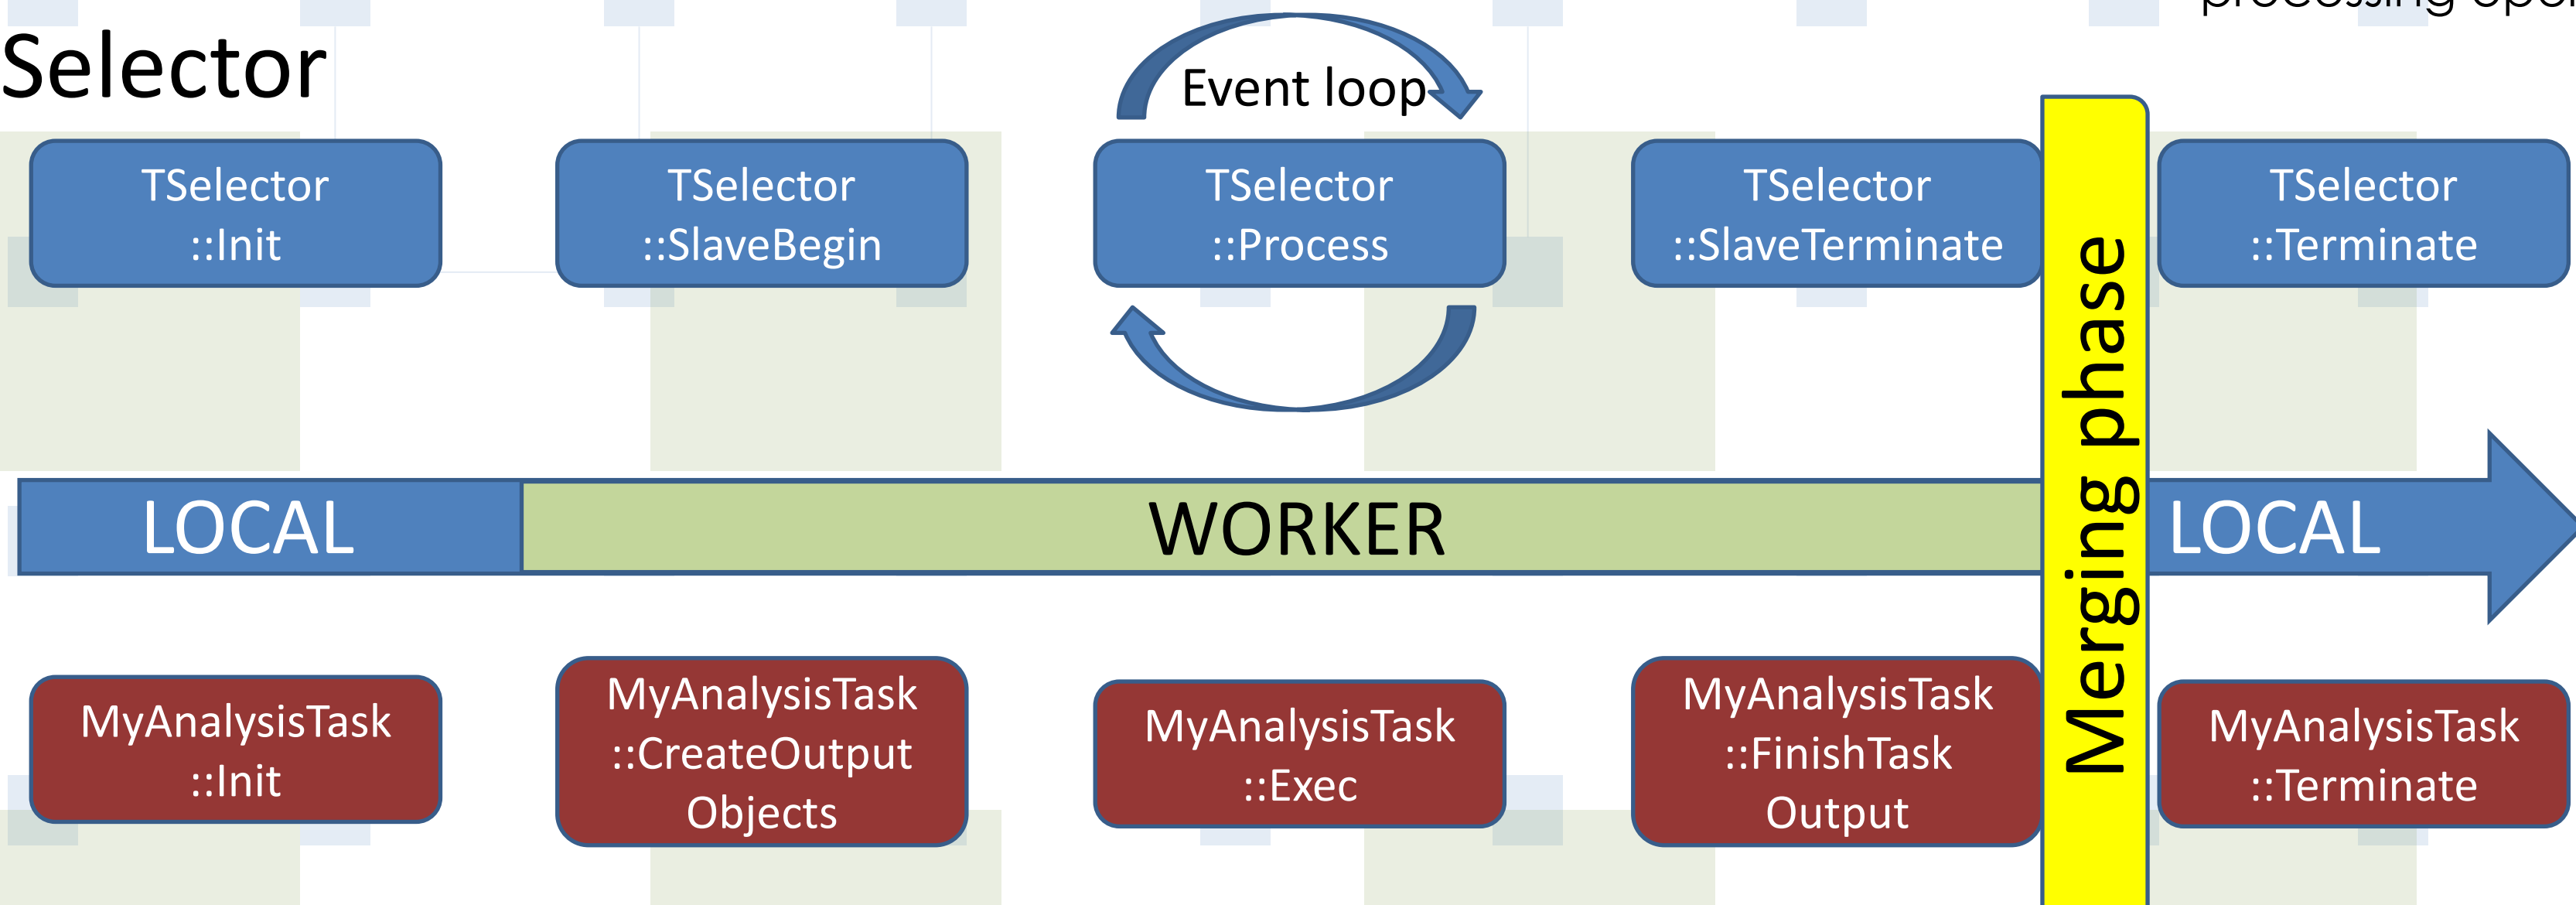 Selector
Event loop
TSelector
::Init
TSelector
::SlaveBegin
TSelector
::Process
TSelector
::SlaveTerminate
TSelector
::Terminate
Merging phase
LOCAL
WORKER
LOCAL
MyAnalysisTask
::Init
MyAnalysisTask
::CreateOutput
Objects
MyAnalysisTask
::Exec
MyAnalysisTask
::FinishTask
Output
MyAnalysisTask
::Terminate